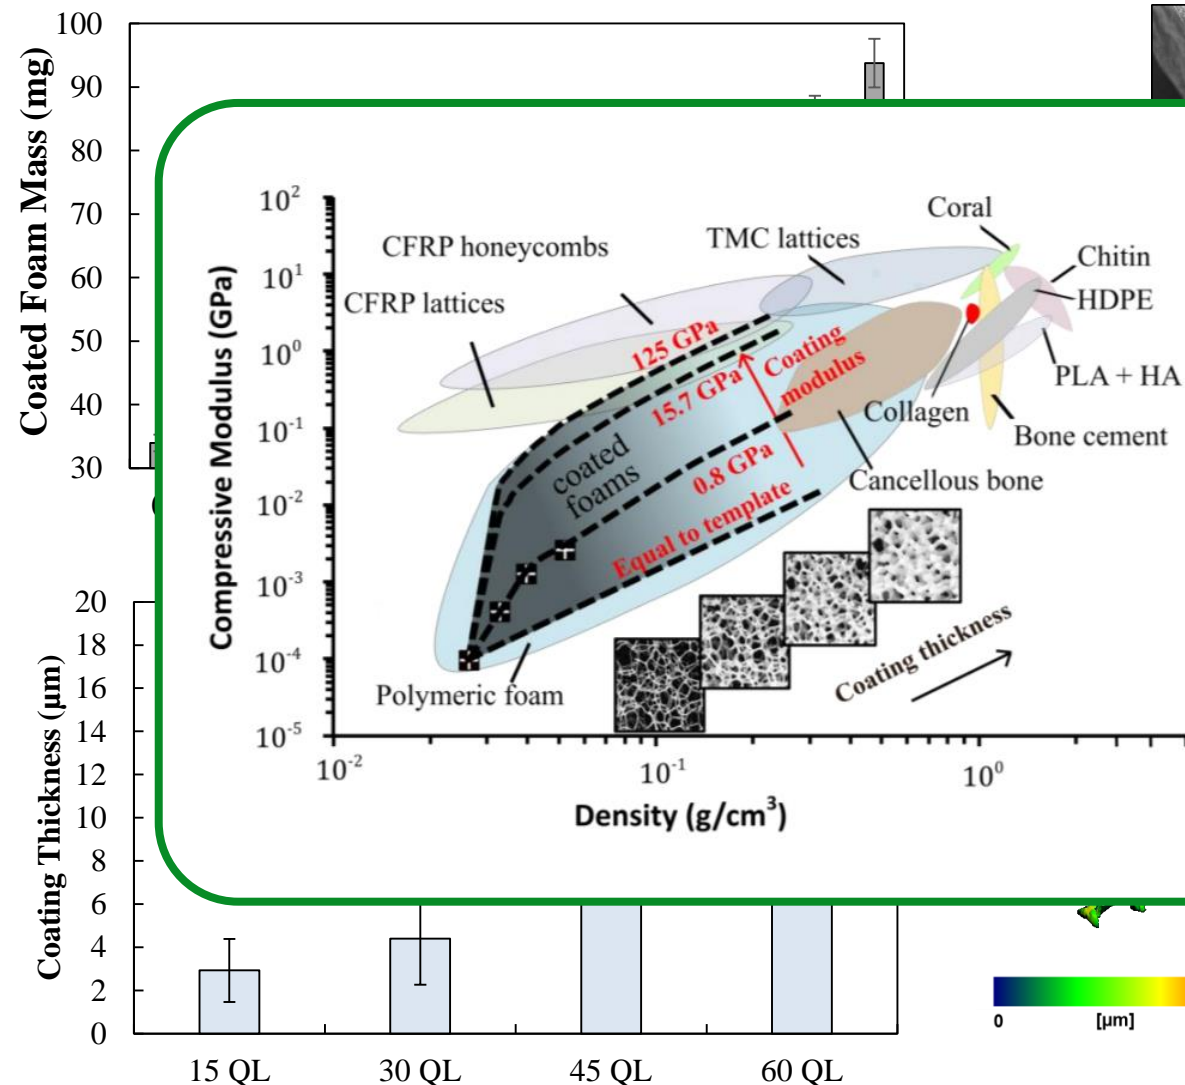 Coated Foam Mass (mg)
100
90
80
70
60
50
40
30
Compressive Modulus (GPa)
10²
10¹
10⁰
10⁻¹
10⁻²
10⁻³
10⁻⁴
10⁻⁵
CFRP honeycombs
CFRP lattices
TMC lattices
Coral
Chitin
HDPE
PLA + HA
Collagen
Bone cement
Cancellous bone
125 GPa
15.7 GPa
Coating
modulus
0.8 GPa
Equal to template
coated
foams
Polymeric foam
Coating thickness
10⁻²
10⁻¹
10⁰
Density (g/cm³)
Coating Thickness (µm)
20
18
16
14
12
10
8
6
4
2
0
15 QL
30 QL
45 QL
60 QL
0
[µm]